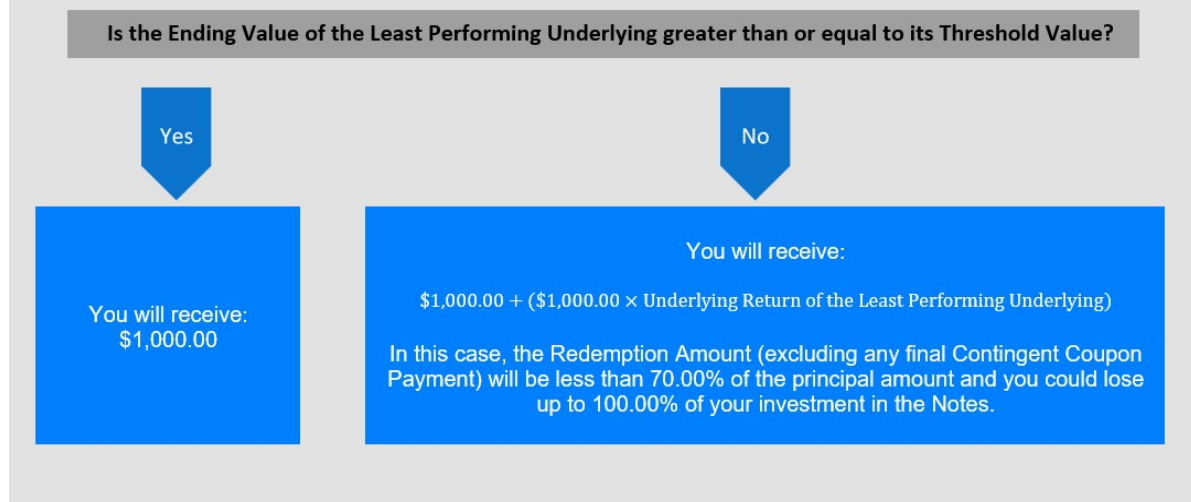 Is the Ending Value of the Least Performing Underlying greater than or equal to its Threshold Value?
Yes
No
You will receive:
$1,000.00
You will receive:
$1,000.00 + ($1,000.00 × Underlying Return of the Least Performing Underlying)
In this case, the Redemption Amount (excluding any final Contingent Coupon
Payment) will be less than 70.00% of the principal amount and you could lose
up to 100.00% of your investment in the Notes.